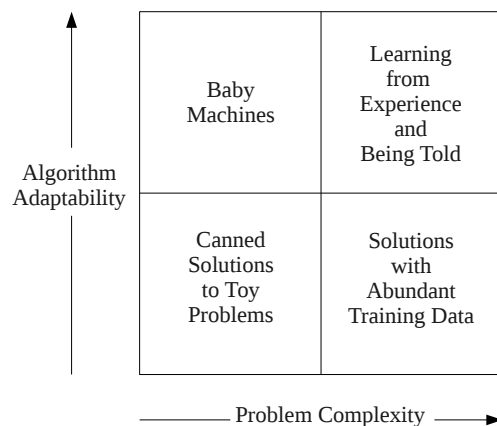 Baby
Machines
Learning
from
Experience
and
Being Told
Algorithm
Adaptability
Canned
Solutions
to Toy
Problems
Solutions
with
Abundant
Training Data
Problem Complexity